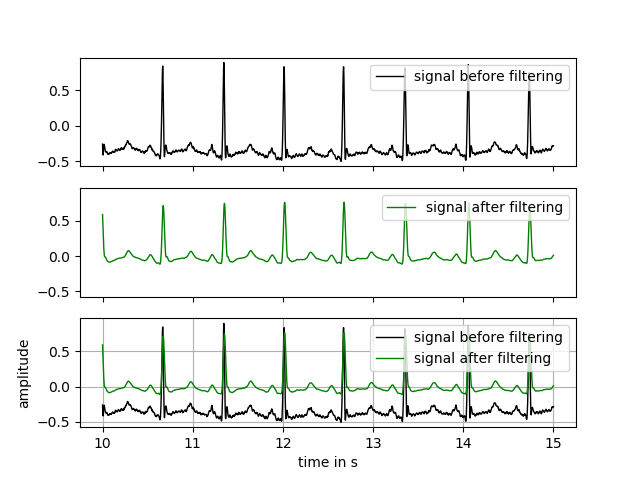 0.5
0.0
−0.5
signal before filtering
0.5
0.0
−0.5
signal after filtering
0.5
0.0
−0.5
signal before filtering
signal after filtering
amplitude
10
11
12
13
14
15
time in s